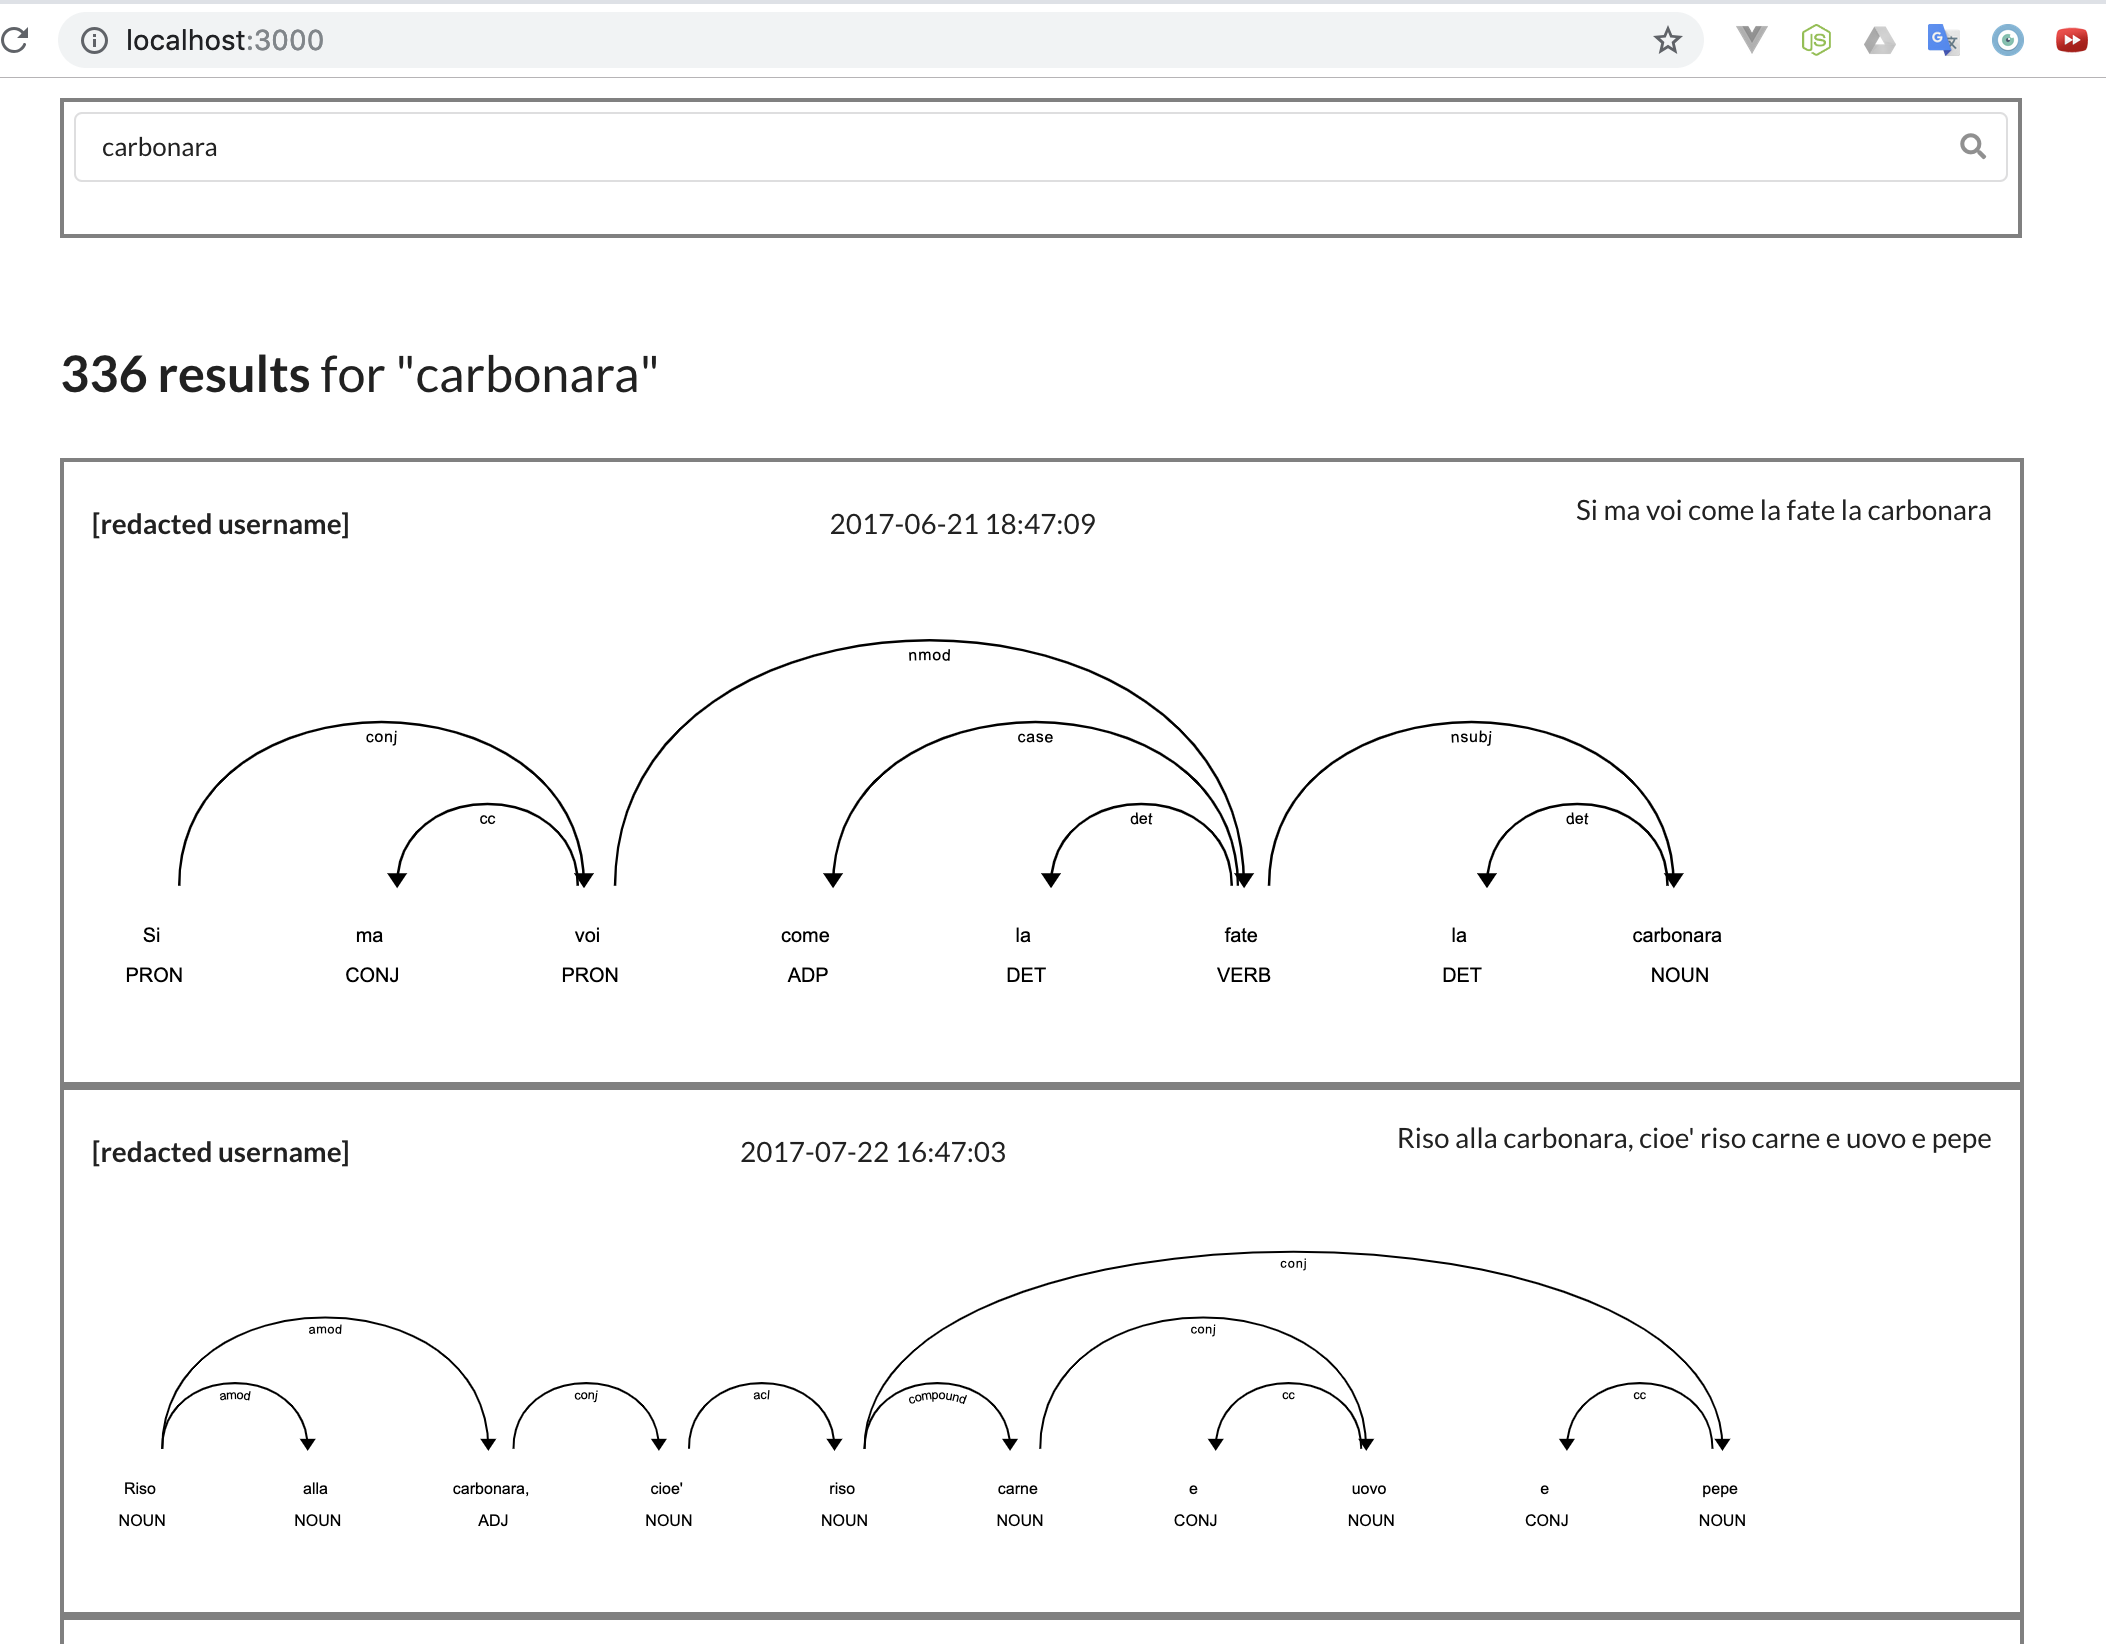 localhost:3000
carbonara
336 results for "carbonara"
[redacted username] 2017-06-21 18:47:09 Si ma voi come la fate la carbonara
nmod
conj case nsubj
cc det det
Si ma voi come la fate la carbonara
PRON CONJ PRON ADP DET VERB DET NOUN
[redacted username] 2017-07-22 16:47:03 Riso alla carbonara, cioe' riso carne e uovo e pepe
conj
amod conj
amod conj acl compound cc cc
Riso alla carbonara, cioe' riso carne e uovo e pepe
NOUN NOUN ADJ NOUN NOUN NOUN CONJ NOUN CONJ NOUN